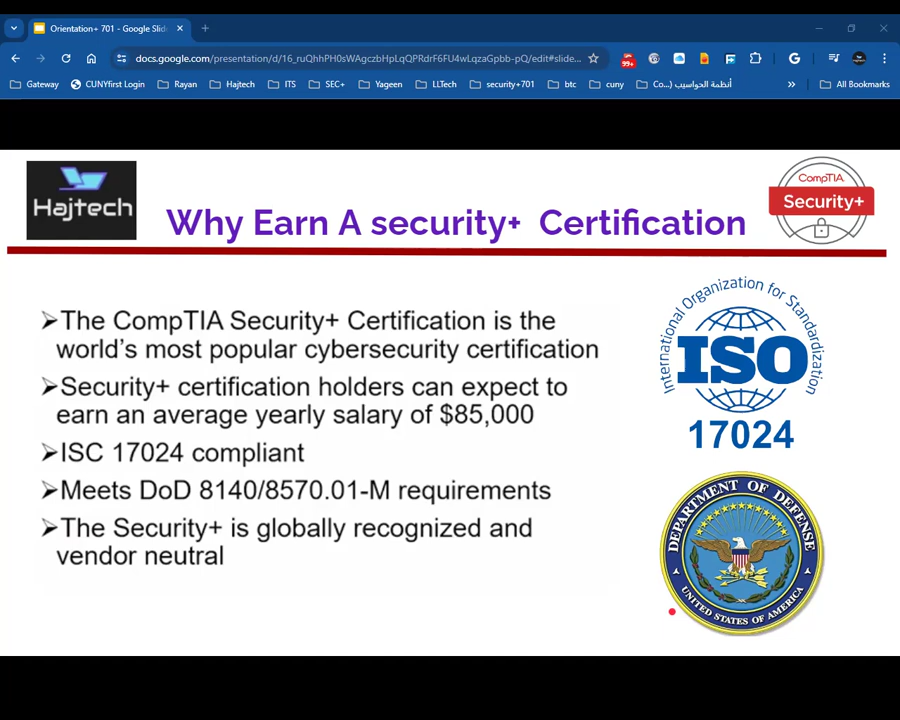 Orientation+ 701 - Google Slid
docs.google.com/presentation/d/16_ruQhhPH0sWAgczbHpLqQPRdrF6FU4wLqzaGpbb-pQ/edit#slide...
99+
Gateway CUNYfirst Login Rayan Hajtech ITS SEC+ Yaqeen LLTech security+701 btc cuny Co...) أنظمة الحواسيب » All Bookmarks
Hajtech
Why Earn A security+ Certification
CompTIA
Security+
➢The CompTIA Security+ Certification is the
world's most popular cybersecurity certification
➢Security+ certification holders can expect to
earn an average yearly salary of $85,000
➢ISC 17024 compliant
➢Meets DoD 8140/8570.01-M requirements
➢The Security+ is globally recognized and
vendor neutral
International Organization for Standardization
ISO
17024
DEPARTMENT OF DEFENSE
UNITED STATES OF AMERICA